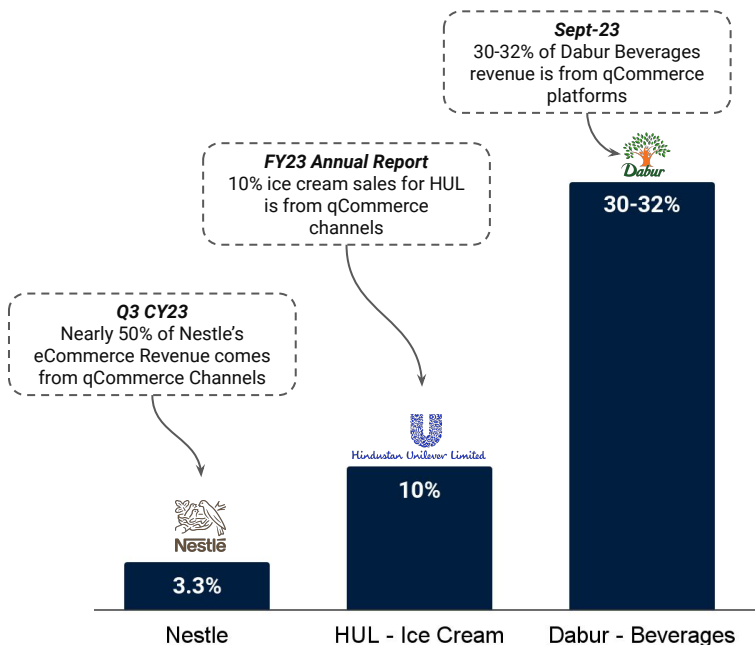 Sept-23
30-32% of Dabur Beverages
revenue is from qCommerce
platforms
Dabur
30-32%
FY23 Annual Report
10% ice cream sales for HUL
is from qCommerce
channels
Hindustan Unilever Limited
10%
Q3 CY23
Nearly 50% of Nestle's
eCommerce Revenue comes
from qCommerce Channels
Nestlé
3.3%
Nestle
HUL - Ice Cream
Dabur - Beverages